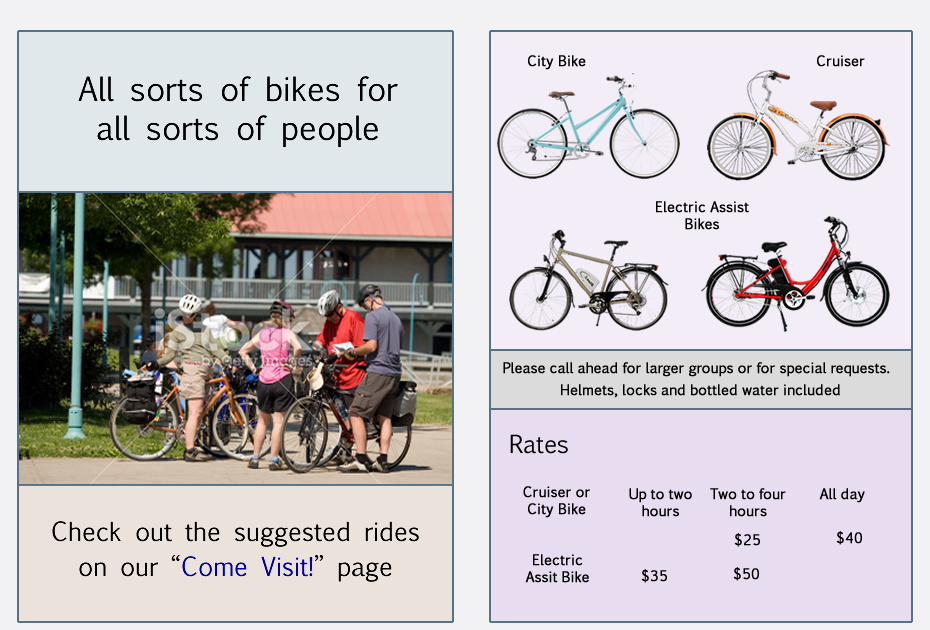 All sorts of bikes for
all sorts of people
iStock
by Getty Images
Check out the suggested rides
on our “Come Visit!” page
City Bike
Cruiser
Electric Assist
Bikes
Please call ahead for larger groups or for special requests.
Helmets, locks and bottled water included
Rates
Cruiser or
City Bike
Up to two
hours
Two to four
hours
All day
$25
$40
Electric
Assit Bike
$35
$50